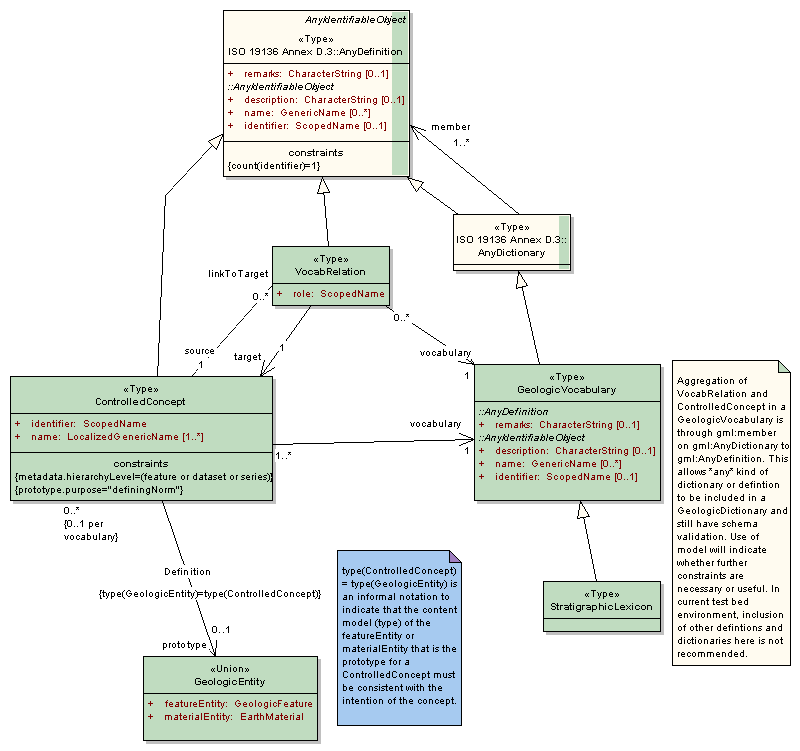 AnyIdentifiableObject
«Type»
ISO 19136 Annex D.3::AnyDefinition
+ remarks: CharacterString [0..1]
::AnyIdentifiableObject
+ description: CharacterString [0..1]
+ name: GenericName [0..*]
+ identifier: ScopedName [0..1]
constraints
{count(identifier)=1}
member
1..*
«Type»
ISO 19136 Annex D.3::
AnyDictionary
«Type»
VocabRelation
+ role: ScopedName
linkToTarget
0..*
source
1
target
1
0..*
vocabulary
1
«Type»
ControlledConcept
+ identifier: ScopedName
+ name: LocalizedGenericName [1..*]
constraints
{metadata.hierarchyLevel=(feature or dataset or series)}
{prototype.purpose="definingNorm"}
vocabulary
1..*
1
«Type»
GeologicVocabulary
::AnyDefinition
+ remarks: CharacterString [0..1]
::AnyIdentifiableObject
+ description: CharacterString [0..1]
+ name: GenericName [0..*]
+ identifier: ScopedName [0..1]
Aggregation of
VocabRelation and
ControlledConcept in a
GeologicVocabulary is
through gml:member
on gml:AnyDictionary to
gml:AnyDefinition. This
allows *any* kind of
dictionary or defintion
to be included in a
GeologicDictionary and
still have schema
validation. Use of
model will indicate
whether further
constraints are
necessary or useful. In
current test bed
environment, inclusion
of other defintions and
dictionaries here is not
recommended.
0..*
{0..1 per
vocabulary}
Definition
{type(GeologicEntity)=type(ControlledConcept)}
0..1
prototype
«Union»
GeologicEntity
+ featureEntity: GeologicFeature
+ materialEntity: EarthMaterial
type(ControlledConcept)
= type(GeologicEntity) is
an informal notation to
indicate that the content
model (type) of the
featureEntity or
materialEntity that is the
prototype for a
ControlledConcept must
be consistent with the
intention of the concept.
«Type»
StratigraphicLexicon